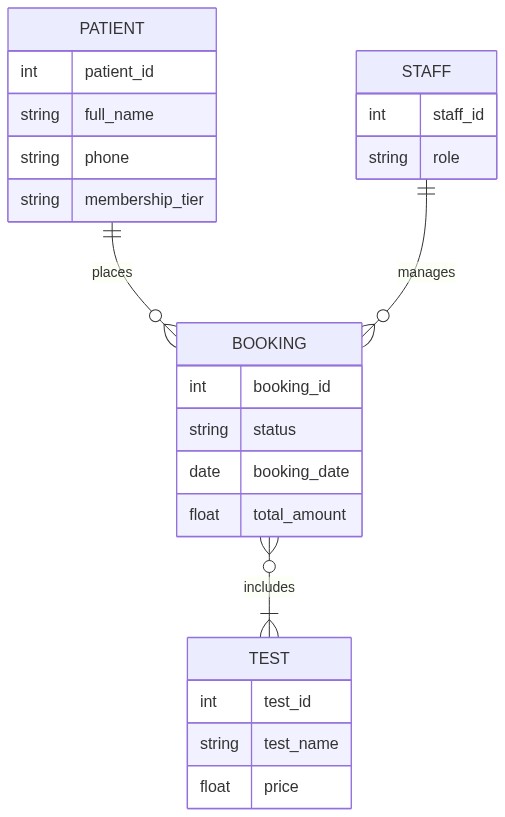 PATIENT
int patient_id
string full_name
string phone
string membership_tier
STAFF
int staff_id
string role
places
manages
BOOKING
int booking_id
string status
date booking_date
float total_amount
includes
TEST
int test_id
string test_name
float price